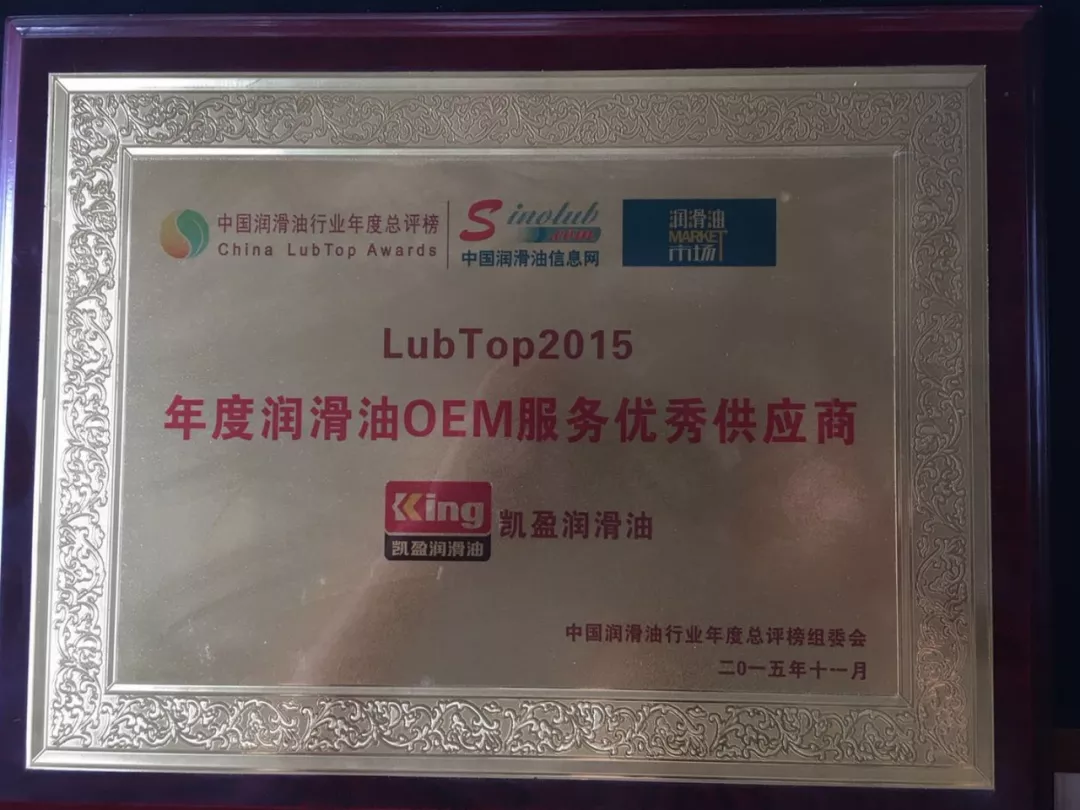 中国润滑油行业年度总评榜
China LubTop Awards
Sinolub
中国润滑油信息网
润滑油
MARKET
市场
LubTop2015
年度润滑油OEM服务优秀供应商
King
凯盈润滑油
凯盈润滑油
中国润滑油行业年度总评榜组委会
二0一五年十一月